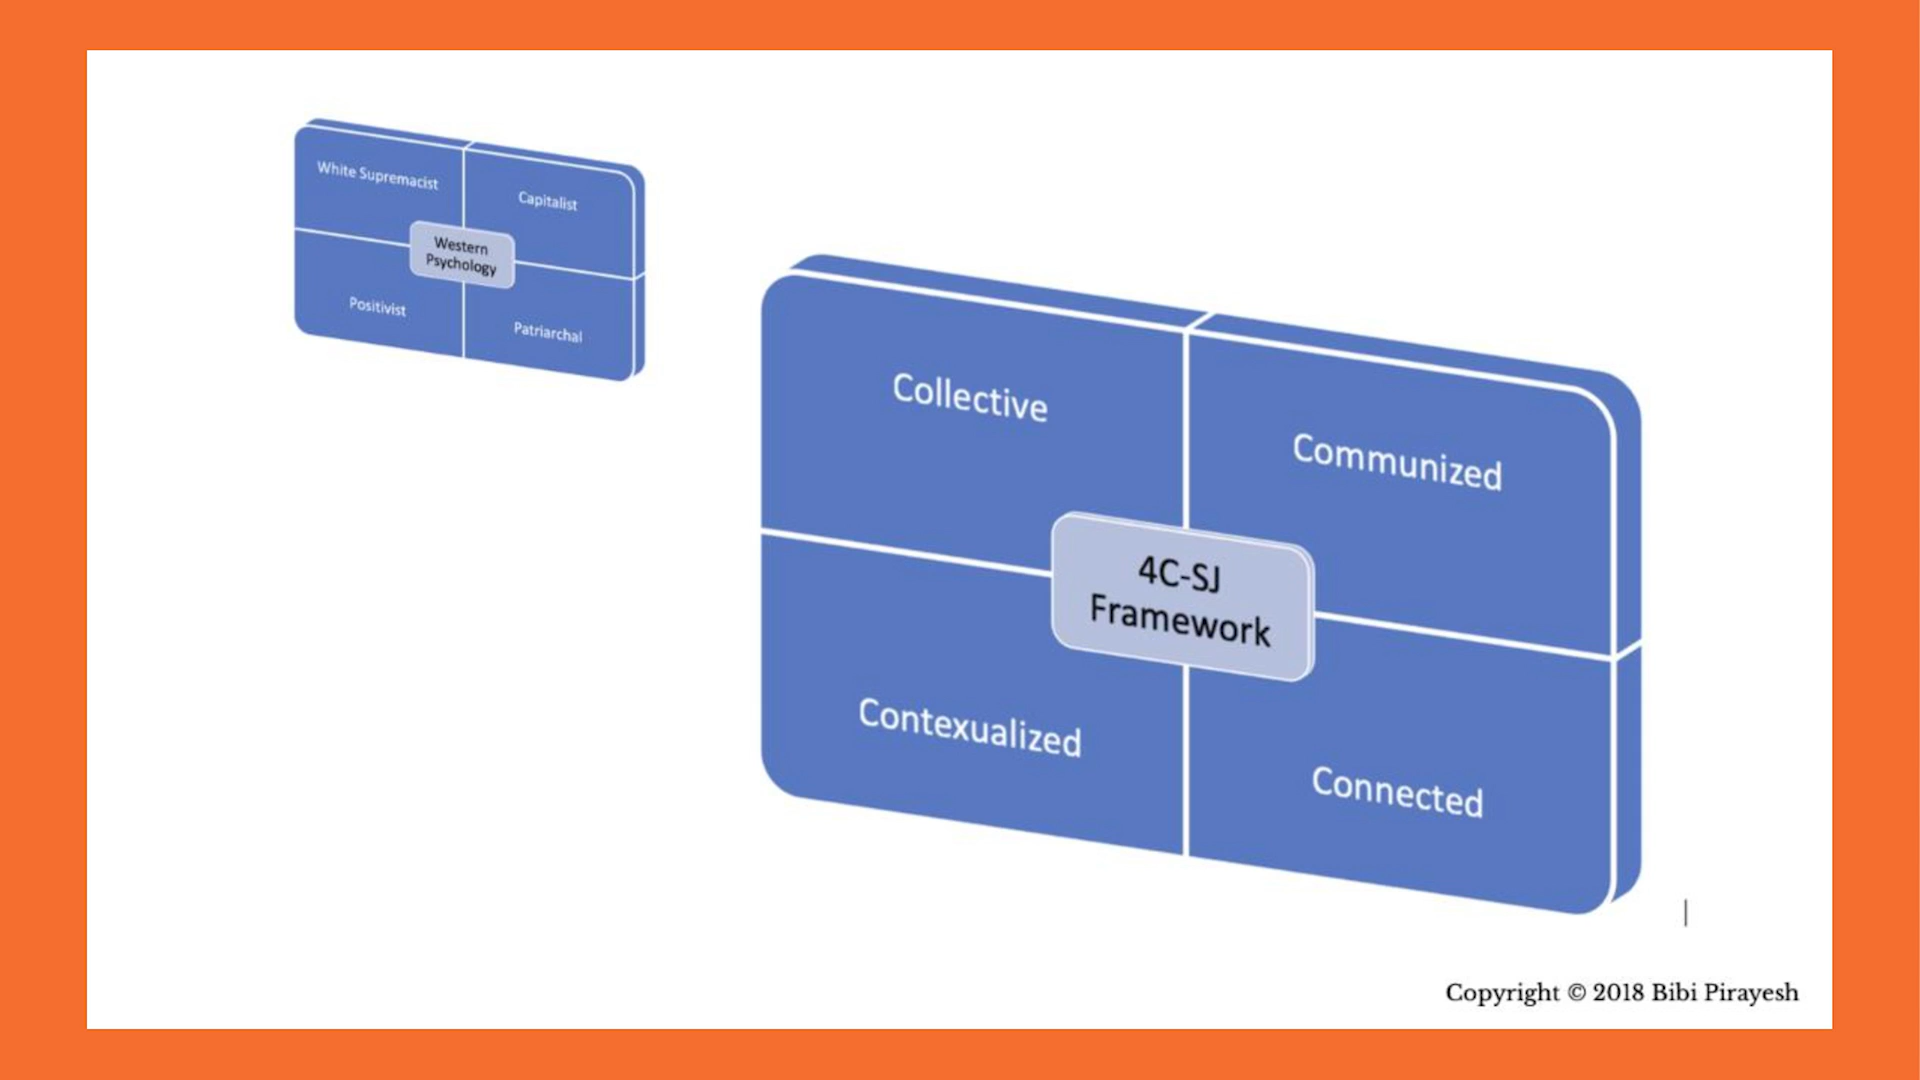 White Supremacist
Capitalist
Western
Psychology
Positivist
Patriarchal
Collective
Communized
4C-SJ
Framework
Contexualized
Connected
Copyright © 2018 Bibi Pirayesh